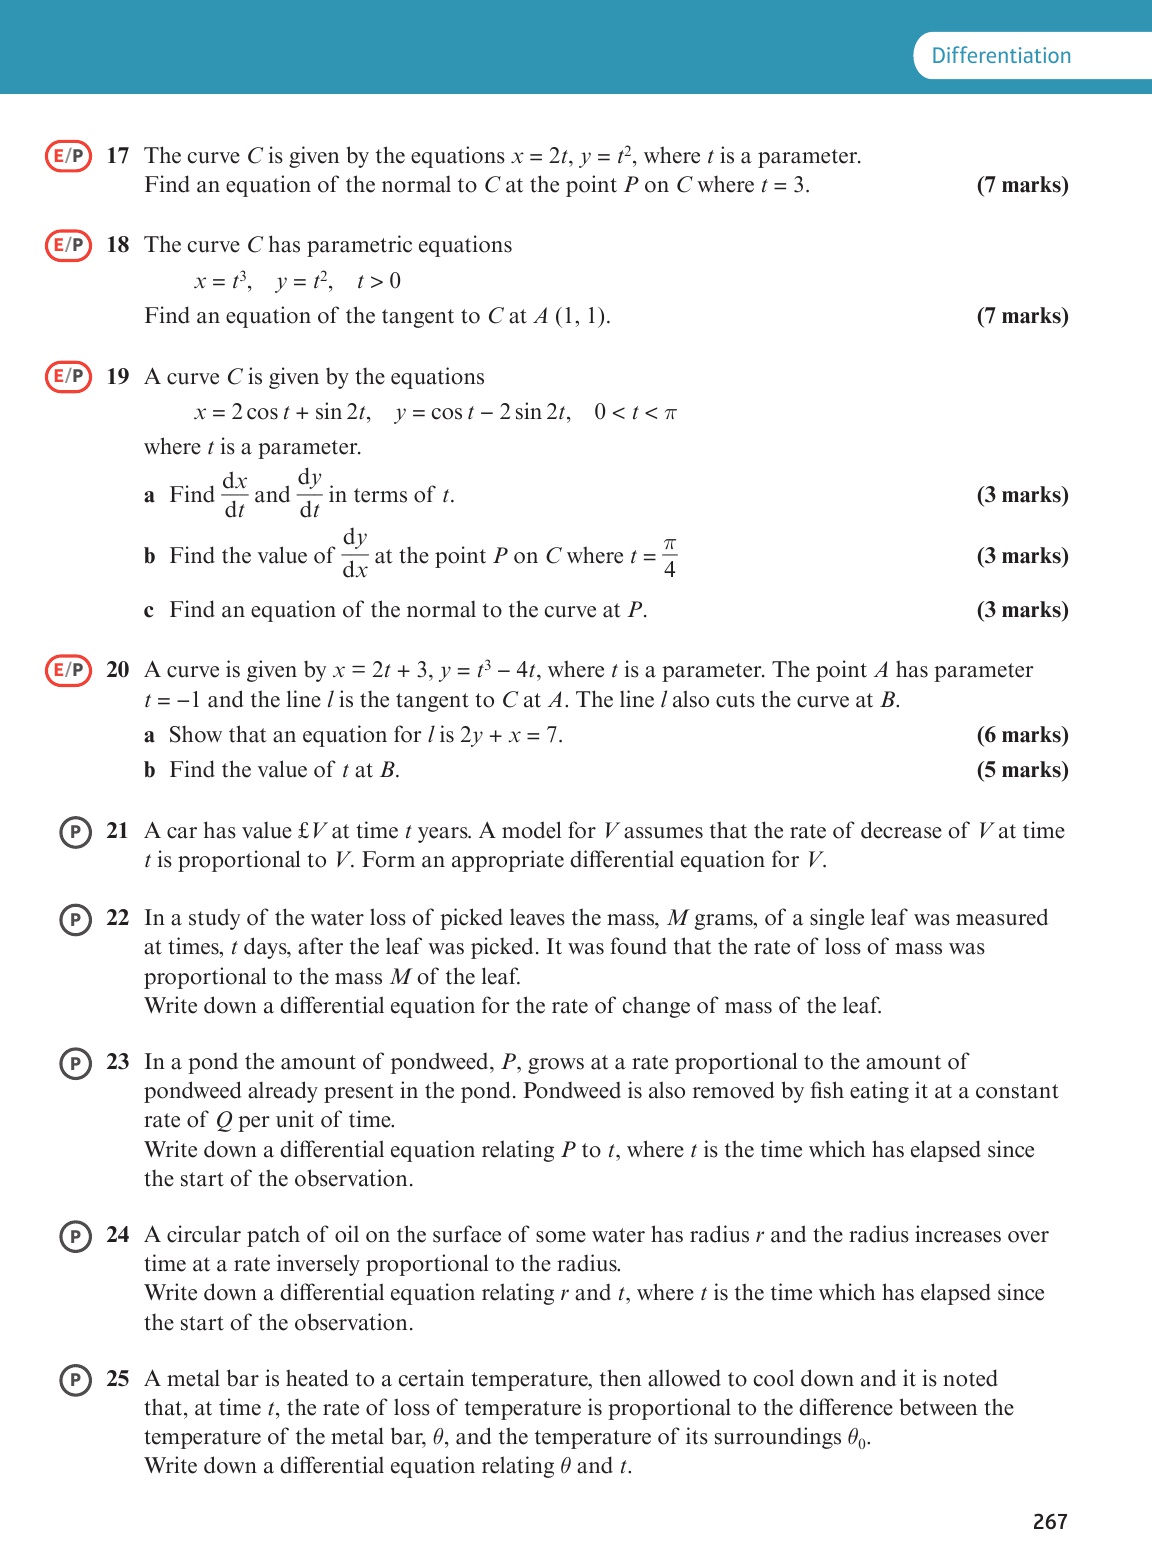 Differentiation
E/P 17 The curve C is given by the equations x = 2t, y = t², where t is a parameter.
Find an equation of the normal to C at the point P on C where t = 3. (7 marks)
E/P 18 The curve C has parametric equations
x = t³, y = t², t > 0
Find an equation of the tangent to C at A (1, 1). (7 marks)
E/P 19 A curve C is given by the equations
x = 2 cos t + sin 2t, y = cos t − 2 sin 2t, 0 < t < π
where t is a parameter.
a Find dx/dt and dy/dt in terms of t. (3 marks)
b Find the value of dy/dx at the point P on C where t = π/4 (3 marks)
c Find an equation of the normal to the curve at P. (3 marks)
E/P 20 A curve is given by x = 2t + 3, y = t³ − 4t, where t is a parameter. The point A has parameter
t = −1 and the line l is the tangent to C at A. The line l also cuts the curve at B.
a Show that an equation for l is 2y + x = 7. (6 marks)
b Find the value of t at B. (5 marks)
P 21 A car has value £V at time t years. A model for V assumes that the rate of decrease of V at time
t is proportional to V. Form an appropriate differential equation for V.
P 22 In a study of the water loss of picked leaves the mass, M grams, of a single leaf was measured
at times, t days, after the leaf was picked. It was found that the rate of loss of mass was
proportional to the mass M of the leaf.
Write down a differential equation for the rate of change of mass of the leaf.
P 23 In a pond the amount of pondweed, P, grows at a rate proportional to the amount of
pondweed already present in the pond. Pondweed is also removed by fish eating it at a constant
rate of Q per unit of time.
Write down a differential equation relating P to t, where t is the time which has elapsed since
the start of the observation.
P 24 A circular patch of oil on the surface of some water has radius r and the radius increases over
time at a rate inversely proportional to the radius.
Write down a differential equation relating r and t, where t is the time which has elapsed since
the start of the observation.
P 25 A metal bar is heated to a certain temperature, then allowed to cool down and it is noted
that, at time t, the rate of loss of temperature is proportional to the difference between the
temperature of the metal bar, θ, and the temperature of its surroundings θ₀.
Write down a differential equation relating θ and t.
267